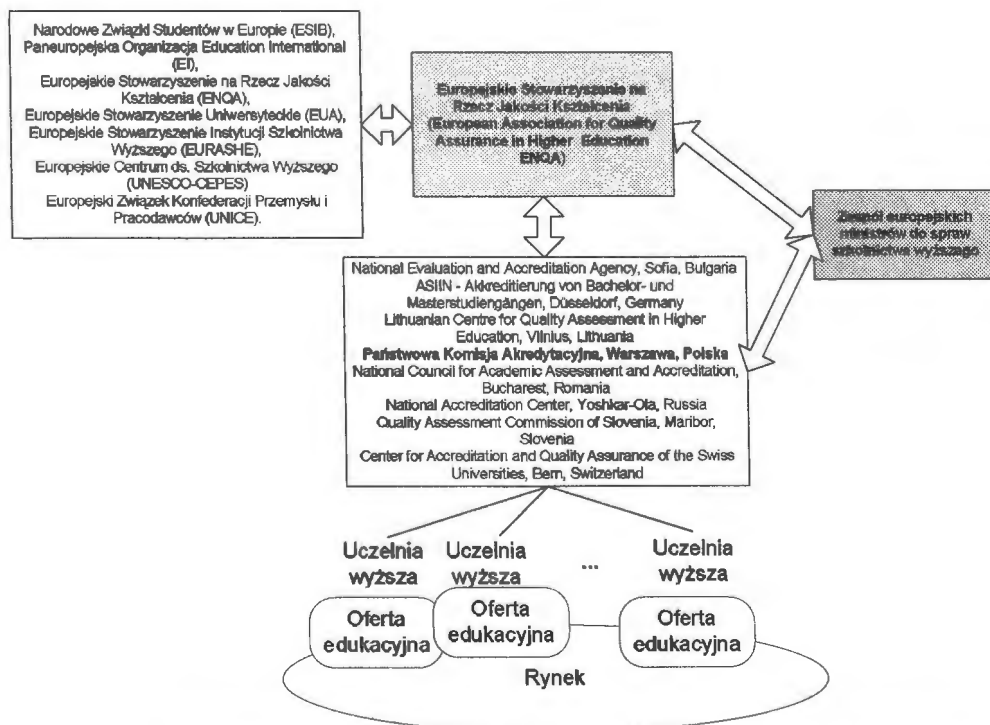 Narodowe Związki Studentów w Europie (ESIB),
Paneuropejska Organizacja Education International
(EI),
Europejskie Stowarzyszenie na Rzecz Jakości
Kształcenia (ENQA),
Europejskie Stowarzyszenie Uniwersyteckie (EUA),
Europejskie Stowarzyszenie Instytucji Szkolnictwa
Wyższego (EURASHE),
Europejskie Centrum ds. Szkolnictwa Wyższego
(UNESCO-CEPES)
Europejski Związek Konfederacji Przemysłu i
Pracodawców (UNICE).
Europejskie Stowarzyszenie na
Rzecz Jakości Kształcenia
(European Association for Quality
Assurance in Higher Education
ENQA)
Zespół europejskich
ministrów do spraw
szkolnictwa wyższego
National Evaluation and Accreditation Agency, Sofia, Bulgaria
ASIIN - Akkreditierung von Bachelor- und
Masterstudiengängen, Düsseldorf, Germany
Lithuanian Centre for Quality Assessment in Higher
Education, Vilnius, Lithuania
Państwowa Komisja Akredytacyjna, Warszawa, Polska
National Council for Academic Assessment and Accreditation,
Bucharest, Romania
National Accreditation Center, Yoshkar-Ola, Russia
Quality Assessment Commission of Slovenia, Maribor,
Slovenia
Center for Accreditation and Quality Assurance of the Swiss
Universities, Bern, Switzerland
Uczelnia
wyższa
Uczelnia
wyższa
...
Uczelnia
wyższa
Oferta
edukacyjna
Oferta
edukacyjna
Oferta
edukacyjna
Rynek